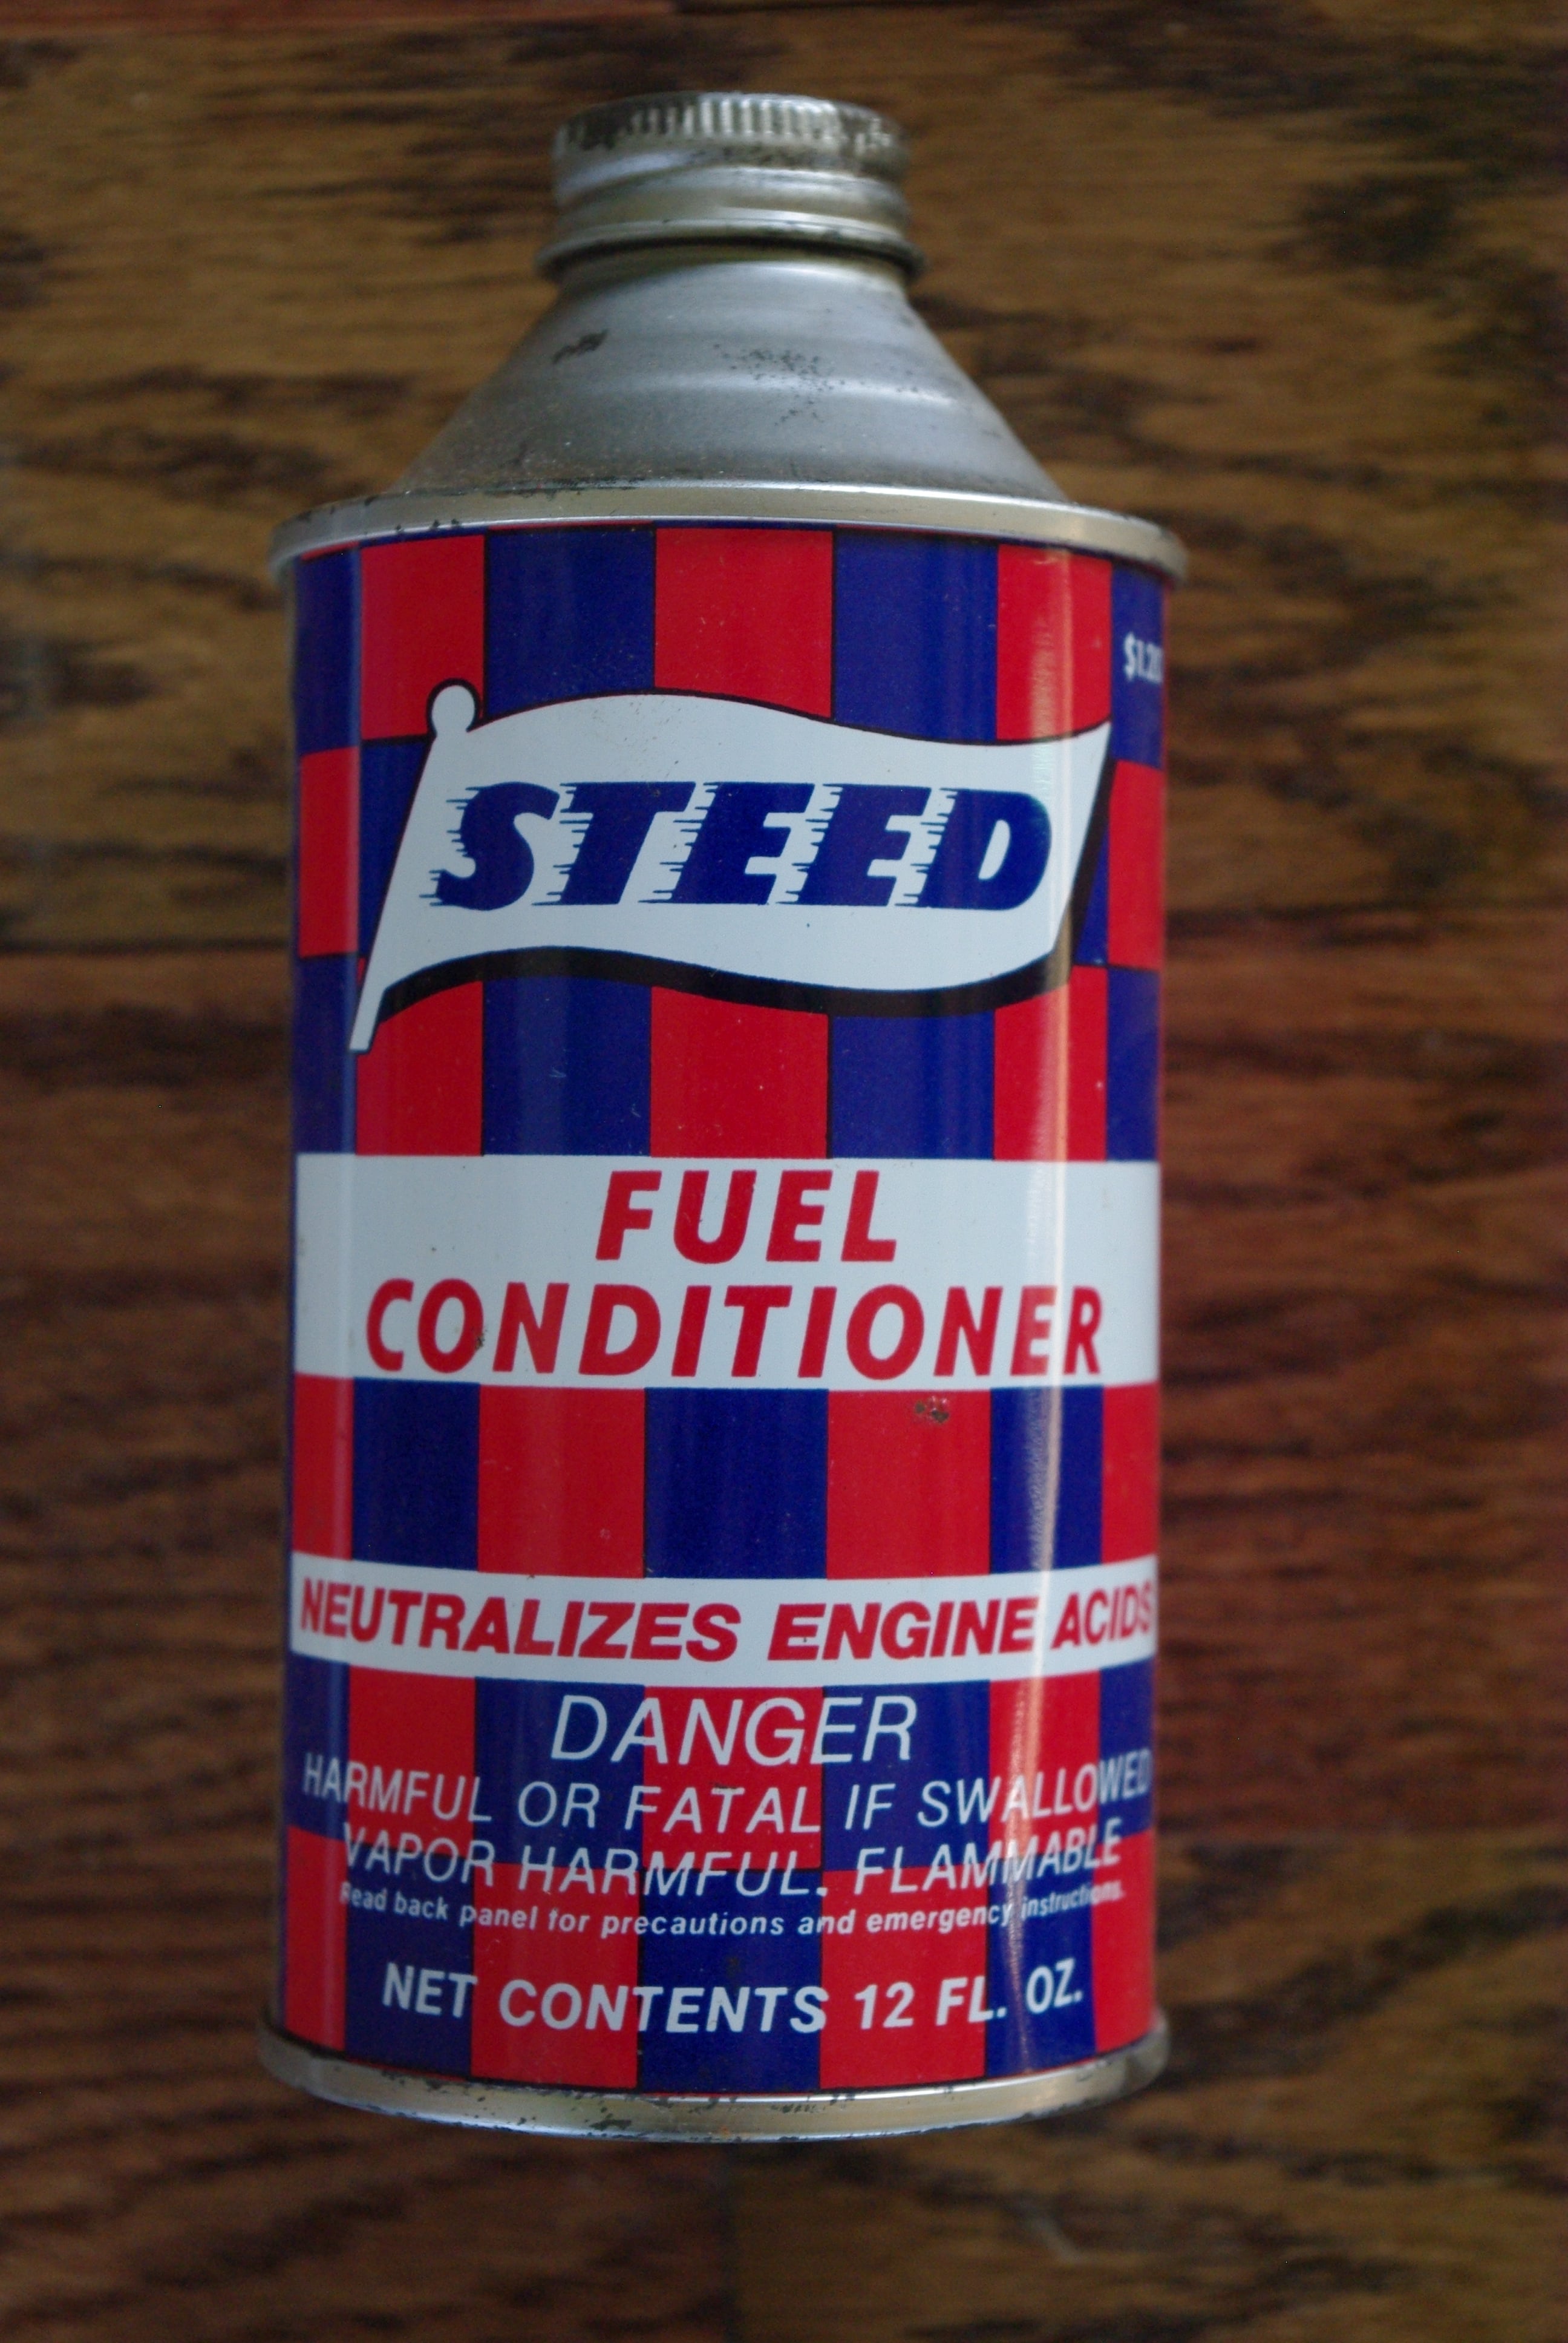 STEED
FUEL
CONDITIONER
NEUTRALIZES ENGINE ACIDS
DANGER
HARMFUL OR FATAL IF SWALLOWED
VAPOR HARMFUL. FLAMMABLE
Read back panel for precautions and emergency instructions.
NET CONTENTS 12 FL. OZ.